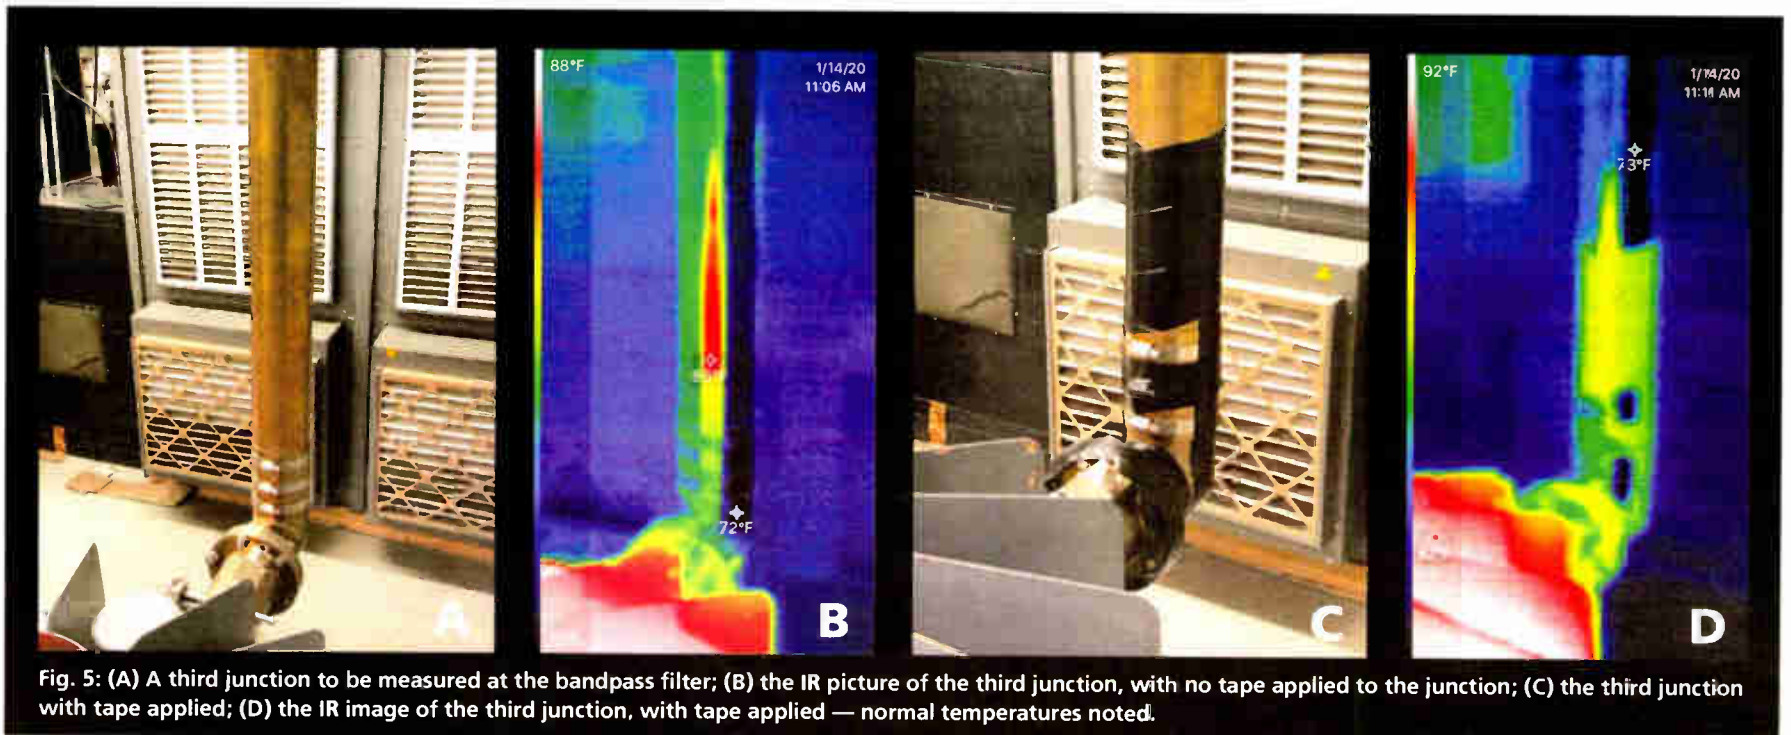 88°F
1/14/20
11:06 AM
72°F
A
B
C
92°F
1/14/20
11:11 AM
73°F
D
Fig. 5: (A) A third junction to be measured at the bandpass filter; (B) the IR picture of the third junction, with no tape applied to the junction; (C) the third junction
with tape applied; (D) the IR image of the third junction, with tape applied — normal temperatures noted.